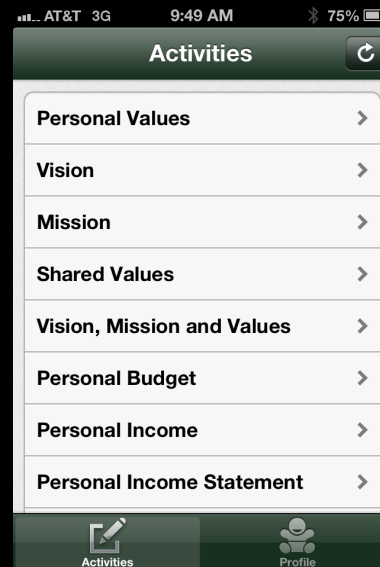 AT&T 3G 9:49 AM 75%
Activities
Personal Values
Vision
Mission
Shared Values
Vision, Mission and Values
Personal Budget
Personal Income
Personal Income Statement
Activities Profile